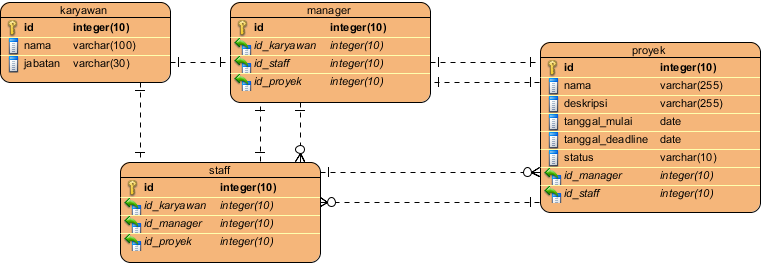 karyawan
id integer(10)
nama varchar(100)
jabatan varchar(30)
manager
id integer(10)
id_karyawan integer(10)
id_staff integer(10)
id_proyek integer(10)
proyek
id integer(10)
nama varchar(255)
deskripsi varchar(255)
tanggal_mulai date
tanggal_deadline date
status varchar(10)
id_manager integer(10)
id_staff integer(10)
staff
id integer(10)
id_karyawan integer(10)
id_manager integer(10)
id_proyek integer(10)